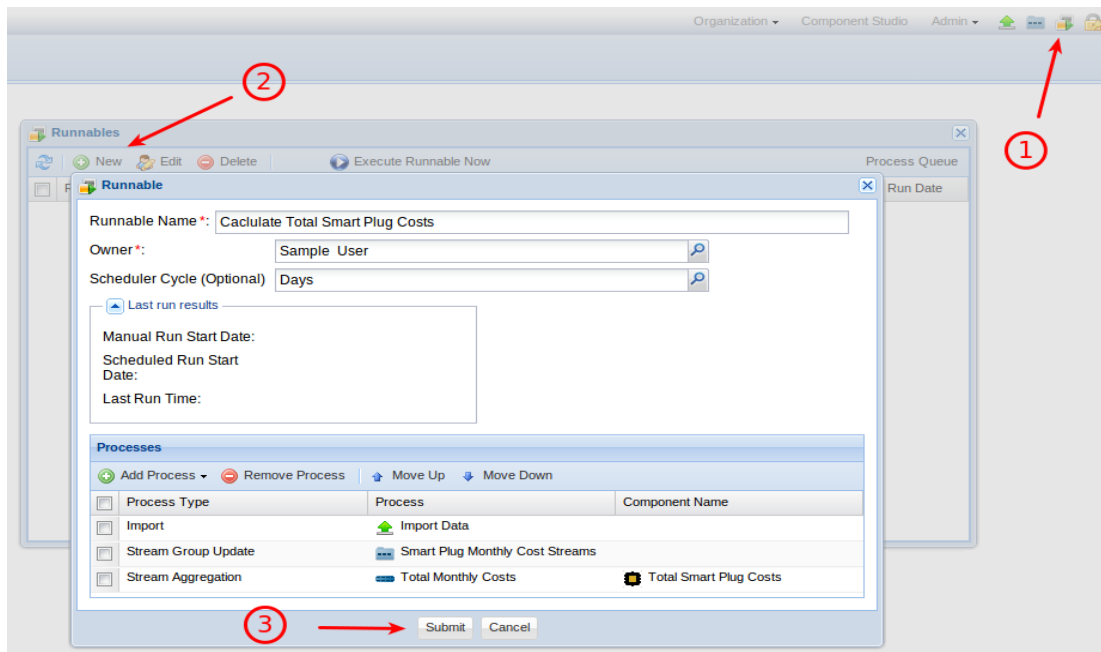 Organization Component Studio Admin
2
1
Runnables
New Edit Delete Execute Runnable Now Process Queue
Run Date
Runnable
Runnable Name*: Caclulate Total Smart Plug Costs
Owner*: Sample User
Scheduler Cycle (Optional) Days
Last run results
Manual Run Start Date:
Scheduled Run Start
Date:
Last Run Time:
Processes
Add Process Remove Process Move Up Move Down
Process Type Process Component Name
Import Import Data
Stream Group Update Smart Plug Monthly Cost Streams
Stream Aggregation Total Monthly Costs Total Smart Plug Costs
3
Submit Cancel